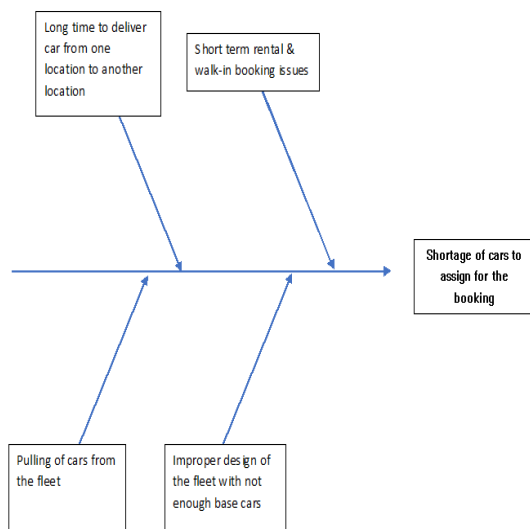 Long time to deliver
car from one
location to another
location
Short term rental &
walk-in booking issues
Shortage of cars to
assign for the
booking
Pulling of cars from
the fleet
Improper design of
the fleet with not
enough base cars